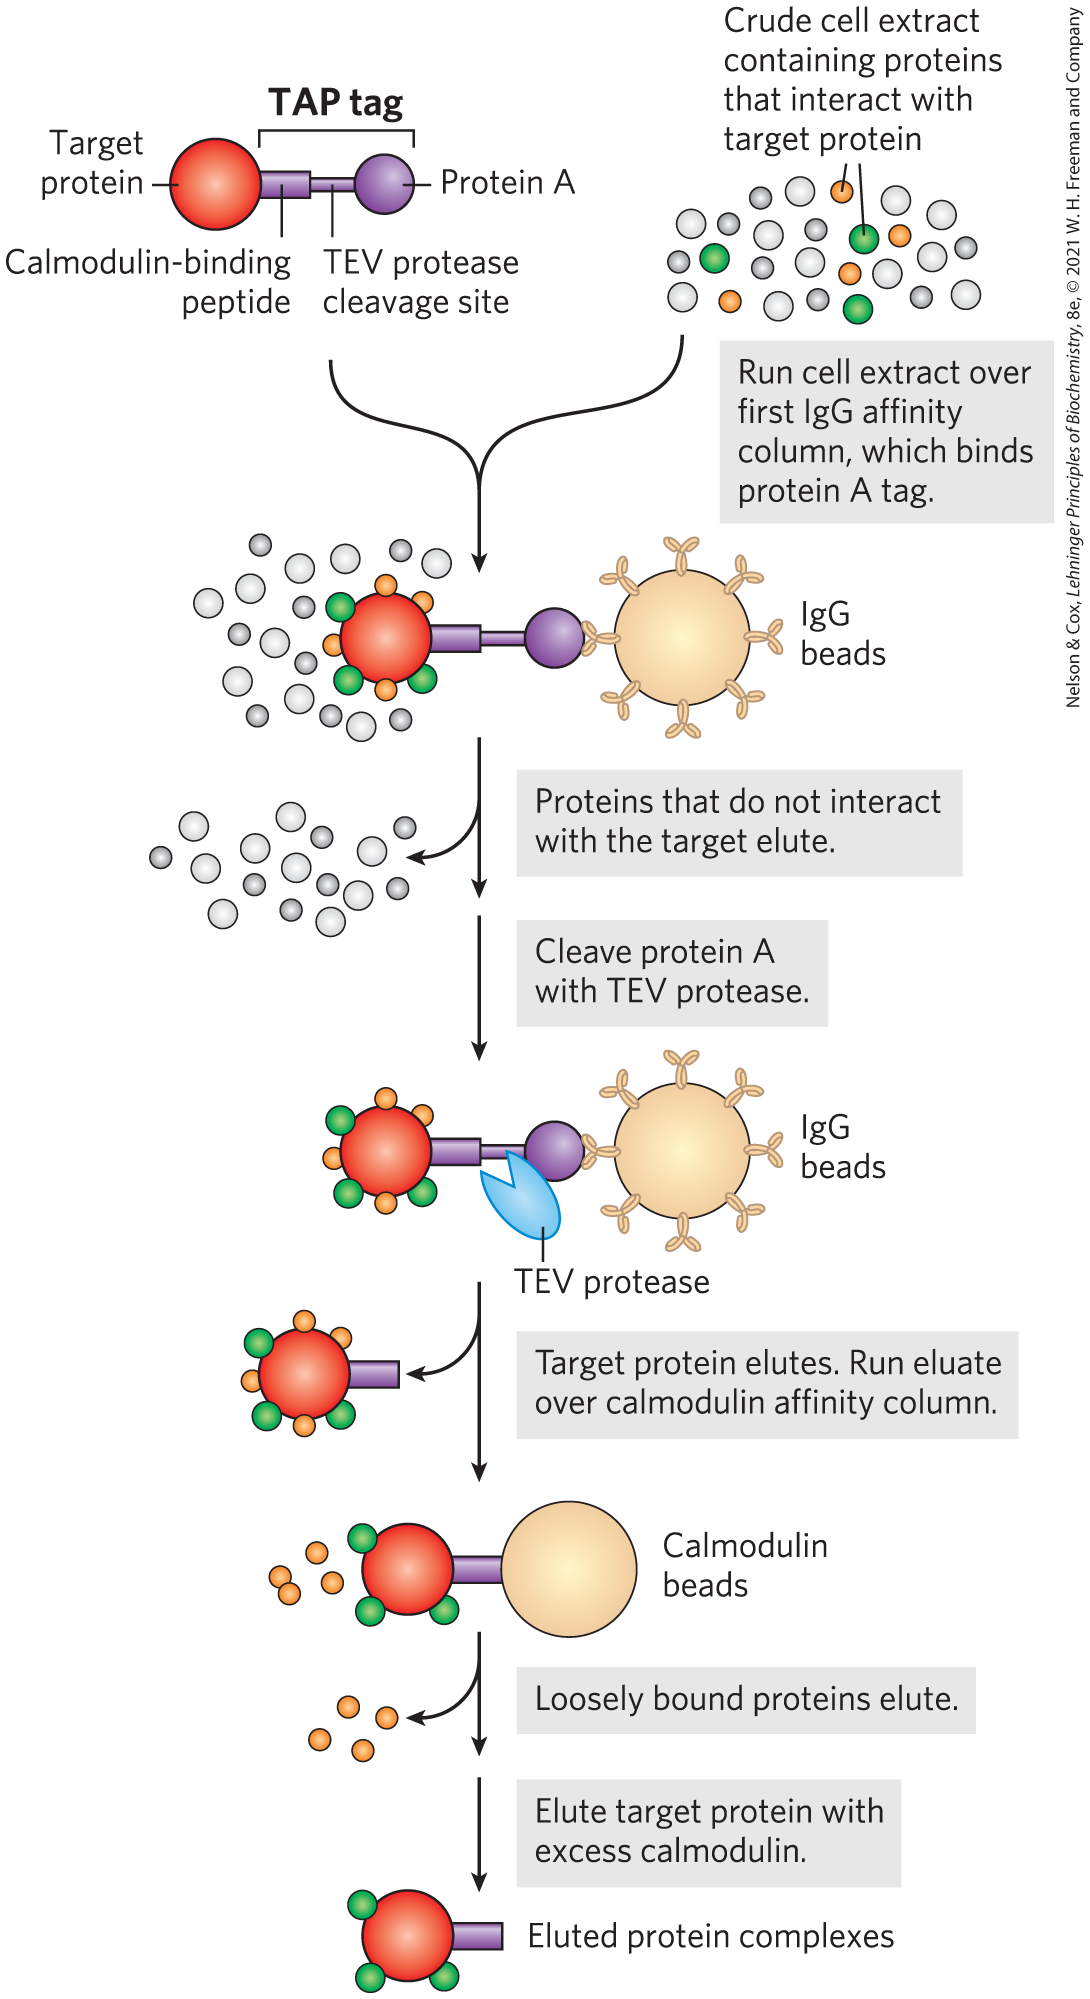 Crude cell extract
containing proteins
that interact with
target protein
TAP tag
Target
protein
Protein A
Calmodulin-binding
peptide
TEV protease
cleavage site
Run cell extract over
first IgG affinity
column, which binds
protein A tag.
IgG
beads
Proteins that do not interact
with the target elute.
Cleave protein A
with TEV protease.
IgG
beads
TEV protease
Target protein elutes. Run eluate
over calmodulin affinity column.
Calmodulin
beads
Loosely bound proteins elute.
Elute target protein with
excess calmodulin.
Eluted protein complexes
Nelson & Cox, Lehninger Principles of Biochemistry, 8e, © 2021 W. H. Freeman and Company